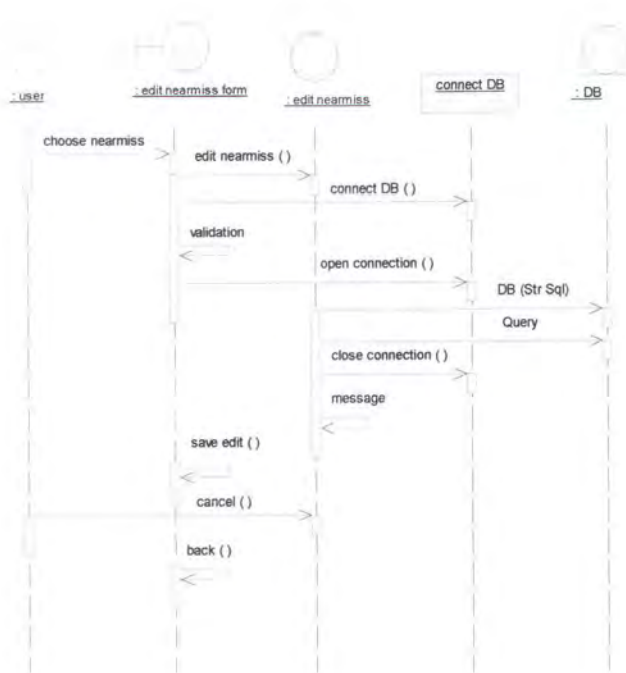 : user
: edit nearmiss form
: edit nearmiss
connect DB
: DB
choose nearmiss
edit nearmiss ( )
connect DB ( )
validation
open connection ( )
DB (Str Sql)
Query
close connection ( )
message
save edit ( )
cancel ( )
back ( )